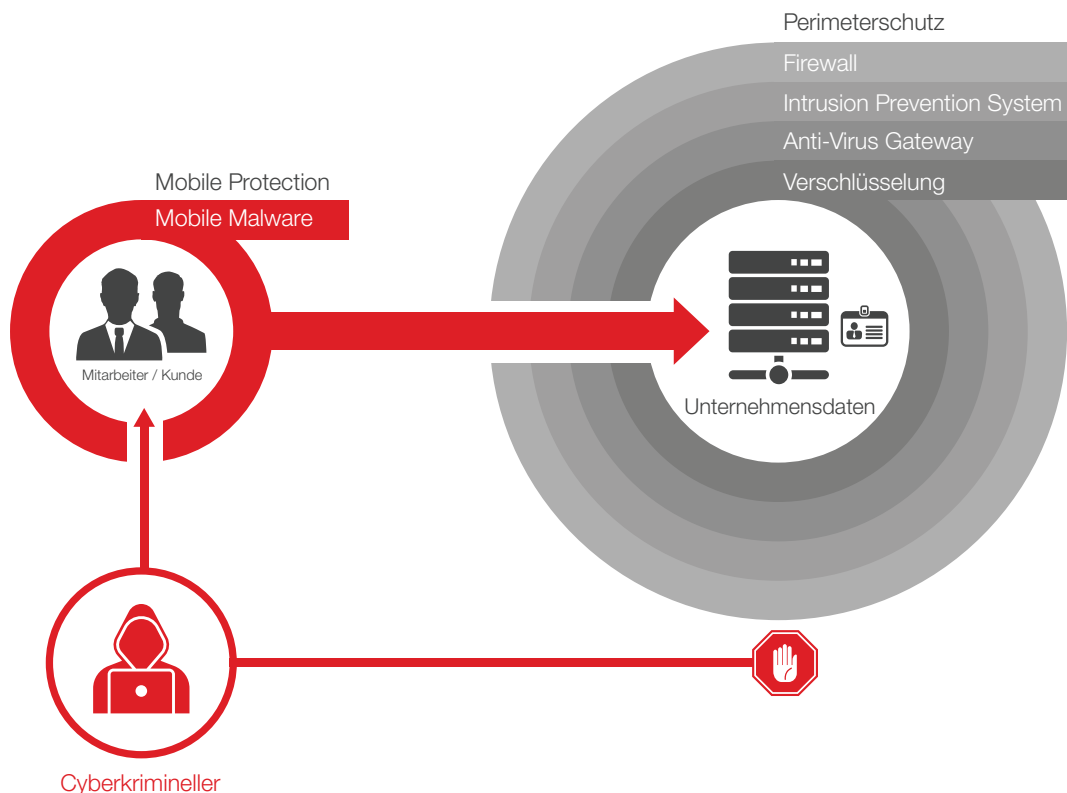 Perimeterschutz
Firewall
Intrusion Prevention System
Anti-Virus Gateway
Verschlüsselung
Mobile Protection
Mobile Malware
Mitarbeiter / Kunde
Unternehmensdaten
Cyberkrimineller